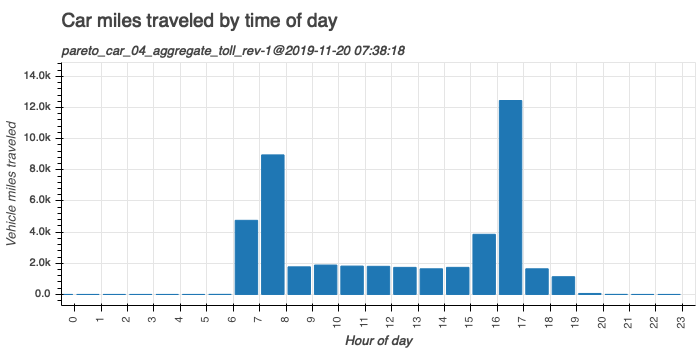 Car miles traveled by time of day
pareto_car_04_aggregate_toll_rev-1@2019-11-20 07:38:18
Vehicle miles traveled
14.0k
12.0k
10.0k
8.0k
6.0k
4.0k
2.0k
0.0
0 1 2 3 4 5 6 7 8 9 10 11 12 13 14 15 16 17 18 19 20 21 22 23
Hour of day